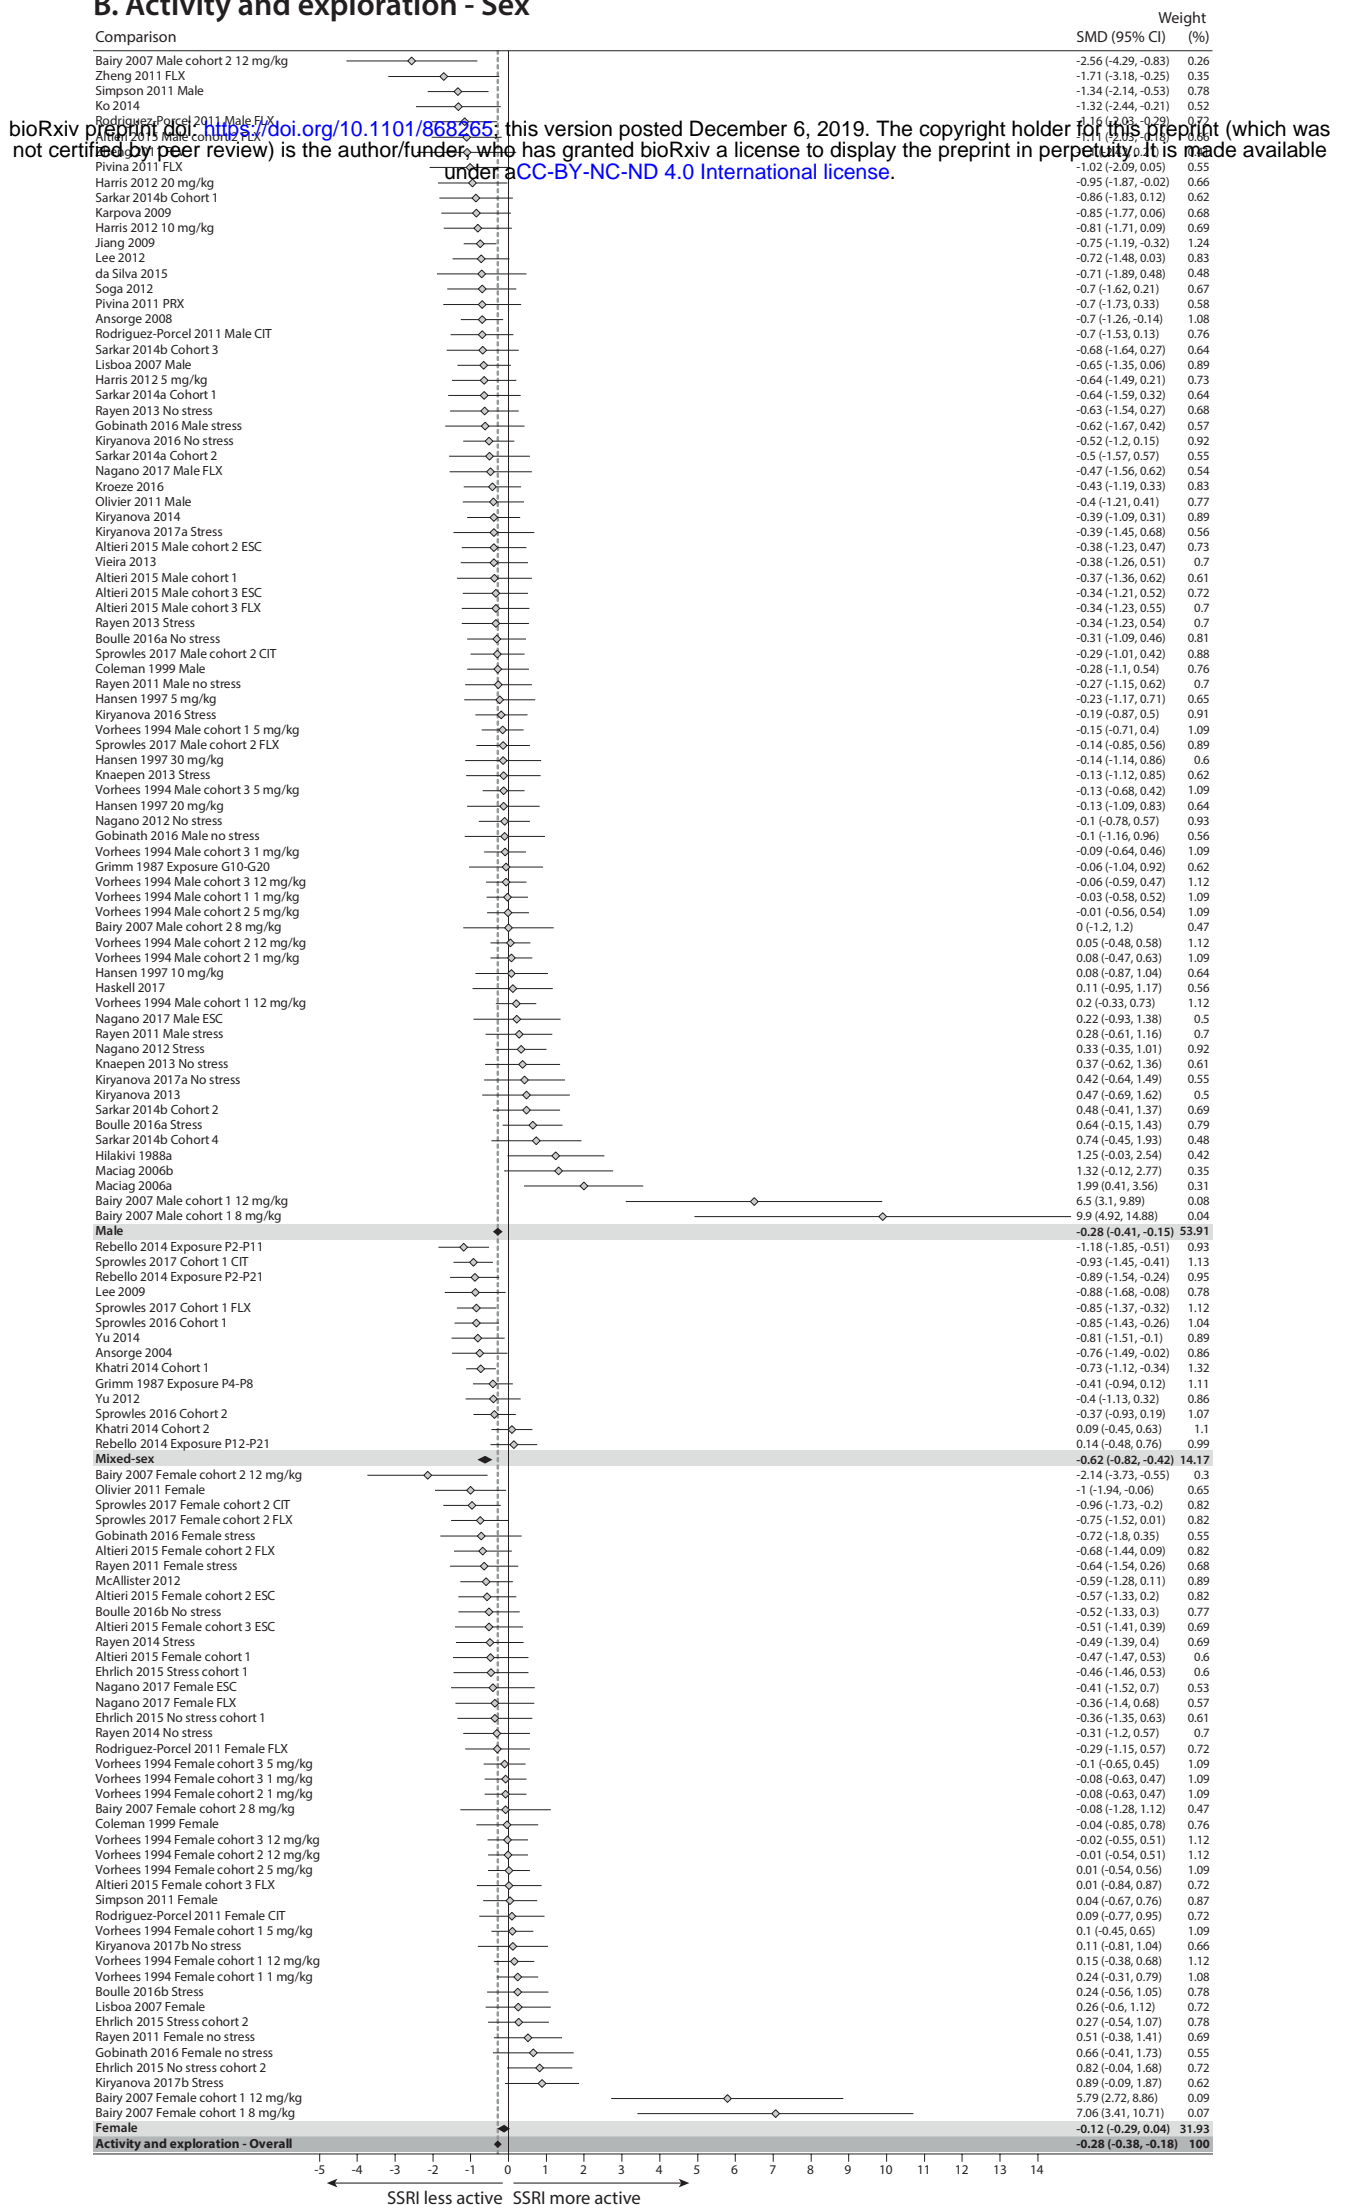 B. Activity and exploration - Sex
Weight
Comparison SMD (95% CI) (%)
Bairy 2007 Male cohort 2 12 mg/kg -2.56 (-4.29, -0.83) 0.26
Zheng 2011 FLX -1.71 (-3.18, -0.25) 0.35
Simpson 2011 Male -1.34 (-2.14, -0.53) 0.78
Ko 2014 -1.32 (-2.44, -0.21) 0.52
Rodriguez-Porcel 2011 Male FLX -1.16 (-2.03, -0.29) 0.72
bioRxiv preprint doi: https://doi.org/10.1101/868265; this version posted December 6, 2019. The copyright holder for this preprint (which was
Altieri 2015 Male cohort 2 FLX
not certified by peer review) is the author/funder, who has granted bioRxiv a license to display the preprint in perpetuity. It is made available
Pivina 2011 FLX -1.02 (-2.09, 0.05) 0.55
under aCC-BY-NC-ND 4.0 International license.
Harris 2012 20 mg/kg -0.95 (-1.87, -0.02) 0.66
Sarkar 2014b Cohort 1 -0.86 (-1.83, 0.12) 0.62
Karpova 2009 -0.85 (-1.77, 0.06) 0.68
Harris 2012 10 mg/kg -0.81 (-1.71, 0.09) 0.69
Jiang 2009 -0.75 (-1.19, -0.32) 1.24
Lee 2012 -0.72 (-1.48, 0.03) 0.83
da Silva 2015 -0.71 (-1.89, 0.48) 0.48
Soga 2012 -0.7 (-1.62, 0.21) 0.67
Pivina 2011 PRX -0.7 (-1.73, 0.33) 0.58
Ansorge 2008 -0.7 (-1.26, -0.14) 1.08
Rodriguez-Porcel 2011 Male CIT -0.7 (-1.53, 0.13) 0.76
Sarkar 2014b Cohort 3 -0.68 (-1.64, 0.27) 0.64
Lisboa 2007 Male -0.65 (-1.35, 0.06) 0.89
Harris 2012 5 mg/kg -0.64 (-1.49, 0.21) 0.73
Sarkar 2014a Cohort 1 -0.64 (-1.59, 0.32) 0.64
Rayen 2013 No stress -0.63 (-1.54, 0.27) 0.68
Gobinath 2016 Male stress -0.62 (-1.67, 0.42) 0.57
Kiryanova 2016 No stress -0.52 (-1.2, 0.15) 0.92
Sarkar 2014a Cohort 2 -0.5 (-1.57, 0.57) 0.55
Nagano 2017 Male FLX -0.47 (-1.56, 0.62) 0.54
Kroeze 2016 -0.43 (-1.19, 0.33) 0.83
Olivier 2011 Male -0.4 (-1.21, 0.41) 0.77
Kiryanova 2014 -0.39 (-1.09, 0.31) 0.89
Kiryanova 2017a Stress -0.39 (-1.45, 0.68) 0.56
Altieri 2015 Male cohort 2 ESC -0.38 (-1.23, 0.47) 0.73
Vieira 2013 -0.38 (-1.26, 0.51) 0.7
Altieri 2015 Male cohort 1 -0.37 (-1.36, 0.62) 0.61
Altieri 2015 Male cohort 3 ESC -0.34 (-1.21, 0.52) 0.72
Altieri 2015 Male cohort 3 FLX -0.34 (-1.23, 0.55) 0.7
Rayen 2013 Stress -0.34 (-1.23, 0.54) 0.7
Boulle 2016a No stress -0.31 (-1.09, 0.46) 0.81
Sprowles 2017 Male cohort 2 CIT -0.29 (-1.01, 0.42) 0.88
Coleman 1999 Male -0.28 (-1.1, 0.54) 0.76
Rayen 2011 Male no stress -0.27 (-1.15, 0.62) 0.7
Hansen 1997 5 mg/kg -0.23 (-1.17, 0.71) 0.65
Kiryanova 2016 Stress -0.19 (-0.87, 0.5) 0.91
Vorhees 1994 Male cohort 1 5 mg/kg -0.15 (-0.71, 0.4) 1.09
Sprowles 2017 Male cohort 2 FLX -0.14 (-0.85, 0.56) 0.89
Hansen 1997 30 mg/kg -0.14 (-1.14, 0.86) 0.6
Knaepen 2013 Stress -0.13 (-1.12, 0.85) 0.62
Vorhees 1994 Male cohort 3 5 mg/kg -0.13 (-0.68, 0.42) 1.09
Hansen 1997 20 mg/kg -0.13 (-1.09, 0.83) 0.64
Nagano 2012 No stress -0.1 (-0.78, 0.57) 0.93
Gobinath 2016 Male no stress -0.1 (-1.16, 0.96) 0.56
Vorhees 1994 Male cohort 3 1 mg/kg -0.09 (-0.64, 0.46) 1.09
Grimm 1987 Exposure G10-G20 -0.06 (-1.04, 0.92) 0.62
Vorhees 1994 Male cohort 3 12 mg/kg -0.06 (-0.59, 0.47) 1.12
Vorhees 1994 Male cohort 1 1 mg/kg -0.03 (-0.58, 0.52) 1.09
Vorhees 1994 Male cohort 2 5 mg/kg -0.01 (-0.56, 0.54) 1.09
Bairy 2007 Male cohort 2 8 mg/kg 0 (-1.2, 1.2) 0.47
Vorhees 1994 Male cohort 2 12 mg/kg 0.05 (-0.48, 0.58) 1.12
Vorhees 1994 Male cohort 2 1 mg/kg 0.08 (-0.47, 0.63) 1.09
Hansen 1997 10 mg/kg 0.08 (-0.87, 1.04) 0.64
Haskell 2017 0.11 (-0.95, 1.17) 0.56
Vorhees 1994 Male cohort 1 12 mg/kg 0.2 (-0.33, 0.73) 1.12
Nagano 2017 Male ESC 0.22 (-0.93, 1.38) 0.5
Rayen 2011 Male stress 0.28 (-0.61, 1.16) 0.7
Nagano 2012 Stress 0.33 (-0.35, 1.01) 0.92
Knaepen 2013 No stress 0.37 (-0.62, 1.36) 0.61
Kiryanova 2017a No stress 0.42 (-0.64, 1.49) 0.55
Kiryanova 2013 0.47 (-0.69, 1.62) 0.5
Sarkar 2014b Cohort 2 0.48 (-0.41, 1.37) 0.69
Boulle 2016a Stress 0.64 (-0.15, 1.43) 0.79
Sarkar 2014b Cohort 4 0.74 (-0.45, 1.93) 0.48
Hilakivi 1988a 1.25 (-0.03, 2.54) 0.42
Maciag 2006b 1.32 (-0.12, 2.77) 0.35
Maciag 2006a 1.99 (0.41, 3.56) 0.31
Bairy 2007 Male cohort 1 12 mg/kg 6.5 (3.1, 9.89) 0.08
Bairy 2007 Male cohort 1 8 mg/kg 9.9 (4.92, 14.88) 0.04
Male -0.28 (-0.41, -0.15) 53.91
Rebello 2014 Exposure P2-P11 -1.18 (-1.85, -0.51) 0.93
Sprowles 2017 Cohort 1 CIT -0.93 (-1.45, -0.41) 1.13
Rebello 2014 Exposure P2-P21 -0.89 (-1.54, -0.24) 0.95
Lee 2009 -0.88 (-1.68, -0.08) 0.78
Sprowles 2017 Cohort 1 FLX -0.85 (-1.37, -0.32) 1.12
Sprowles 2016 Cohort 1 -0.85 (-1.43, -0.26) 1.04
Yu 2014 -0.81 (-1.51, -0.1) 0.89
Ansorge 2004 -0.76 (-1.49, -0.02) 0.86
Khatri 2014 Cohort 1 -0.73 (-1.12, -0.34) 1.32
Grimm 1987 Exposure P4-P8 -0.41 (-0.94, 0.12) 1.11
Yu 2012 -0.4 (-1.13, 0.32) 0.86
Sprowles 2016 Cohort 2 -0.37 (-0.93, 0.19) 1.07
Khatri 2014 Cohort 2 0.09 (-0.45, 0.63) 1.1
Rebello 2014 Exposure P12-P21 0.14 (-0.48, 0.76) 0.99
Mixed-sex -0.62 (-0.82, -0.42) 14.17
Bairy 2007 Female cohort 2 12 mg/kg -2.14 (-3.73, -0.55) 0.3
Olivier 2011 Female -1 (-1.94, -0.06) 0.65
Sprowles 2017 Female cohort 2 CIT -0.96 (-1.73, -0.2) 0.82
Sprowles 2017 Female cohort 2 FLX -0.75 (-1.52, 0.01) 0.82
Gobinath 2016 Female stress -0.72 (-1.8, 0.35) 0.55
Altieri 2015 Female cohort 2 FLX -0.68 (-1.44, 0.09) 0.82
Rayen 2011 Female stress -0.64 (-1.54, 0.26) 0.68
McAllister 2012 -0.59 (-1.28, 0.11) 0.89
Altieri 2015 Female cohort 2 ESC -0.57 (-1.33, 0.2) 0.82
Boulle 2016b No stress -0.52 (-1.33, 0.3) 0.77
Altieri 2015 Female cohort 3 ESC -0.51 (-1.41, 0.39) 0.69
Rayen 2014 Stress -0.49 (-1.39, 0.4) 0.69
Altieri 2015 Female cohort 1 -0.47 (-1.47, 0.53) 0.6
Ehrlich 2015 Stress cohort 1 -0.46 (-1.46, 0.53) 0.6
Nagano 2017 Female ESC -0.41 (-1.52, 0.7) 0.53
Nagano 2017 Female FLX -0.36 (-1.4, 0.68) 0.57
Ehrlich 2015 No stress cohort 1 -0.36 (-1.35, 0.63) 0.61
Rayen 2014 No stress -0.31 (-1.2, 0.57) 0.7
Rodriguez-Porcel 2011 Female FLX -0.29 (-1.15, 0.57) 0.72
Vorhees 1994 Female cohort 3 5 mg/kg -0.1 (-0.65, 0.45) 1.09
Vorhees 1994 Female cohort 3 1 mg/kg -0.08 (-0.63, 0.47) 1.09
Vorhees 1994 Female cohort 2 1 mg/kg -0.08 (-0.63, 0.47) 1.09
Bairy 2007 Female cohort 2 8 mg/kg -0.08 (-1.28, 1.12) 0.47
Coleman 1999 Female -0.04 (-0.85, 0.78) 0.76
Vorhees 1994 Female cohort 3 12 mg/kg -0.02 (-0.55, 0.51) 1.12
Vorhees 1994 Female cohort 2 12 mg/kg -0.01 (-0.54, 0.51) 1.12
Vorhees 1994 Female cohort 2 5 mg/kg 0.01 (-0.54, 0.56) 1.09
Altieri 2015 Female cohort 3 FLX 0.01 (-0.84, 0.87) 0.72
Simpson 2011 Female 0.04 (-0.67, 0.76) 0.87
Rodriguez-Porcel 2011 Female CIT 0.09 (-0.77, 0.95) 0.72
Vorhees 1994 Female cohort 1 5 mg/kg 0.1 (-0.45, 0.65) 1.09
Kiryanova 2017b No stress 0.11 (-0.81, 1.04) 0.66
Vorhees 1994 Female cohort 1 12 mg/kg 0.15 (-0.38, 0.68) 1.12
Vorhees 1994 Female cohort 1 1 mg/kg 0.24 (-0.31, 0.79) 1.08
Boulle 2016b Stress 0.24 (-0.56, 1.05) 0.78
Lisboa 2007 Female 0.26 (-0.6, 1.12) 0.72
Ehrlich 2015 Stress cohort 2 0.27 (-0.54, 1.07) 0.78
Rayen 2011 Female no stress 0.51 (-0.38, 1.41) 0.69
Gobinath 2016 Female no stress 0.66 (-0.41, 1.73) 0.55
Ehrlich 2015 No stress cohort 2 0.82 (-0.04, 1.68) 0.72
Kiryanova 2017b Stress 0.89 (-0.09, 1.87) 0.62
Bairy 2007 Female cohort 1 12 mg/kg 5.79 (2.72, 8.86) 0.09
Bairy 2007 Female cohort 1 8 mg/kg 7.06 (3.41, 10.71) 0.07
Female -0.12 (-0.29, 0.04) 31.93
Activity and exploration - Overall -0.28 (-0.38, -0.18) 100
-5 -4 -3 -2 -1 0 1 2 3 4 5 6 7 8 9 10 11 12 13 14
SSRI less active SSRI more active